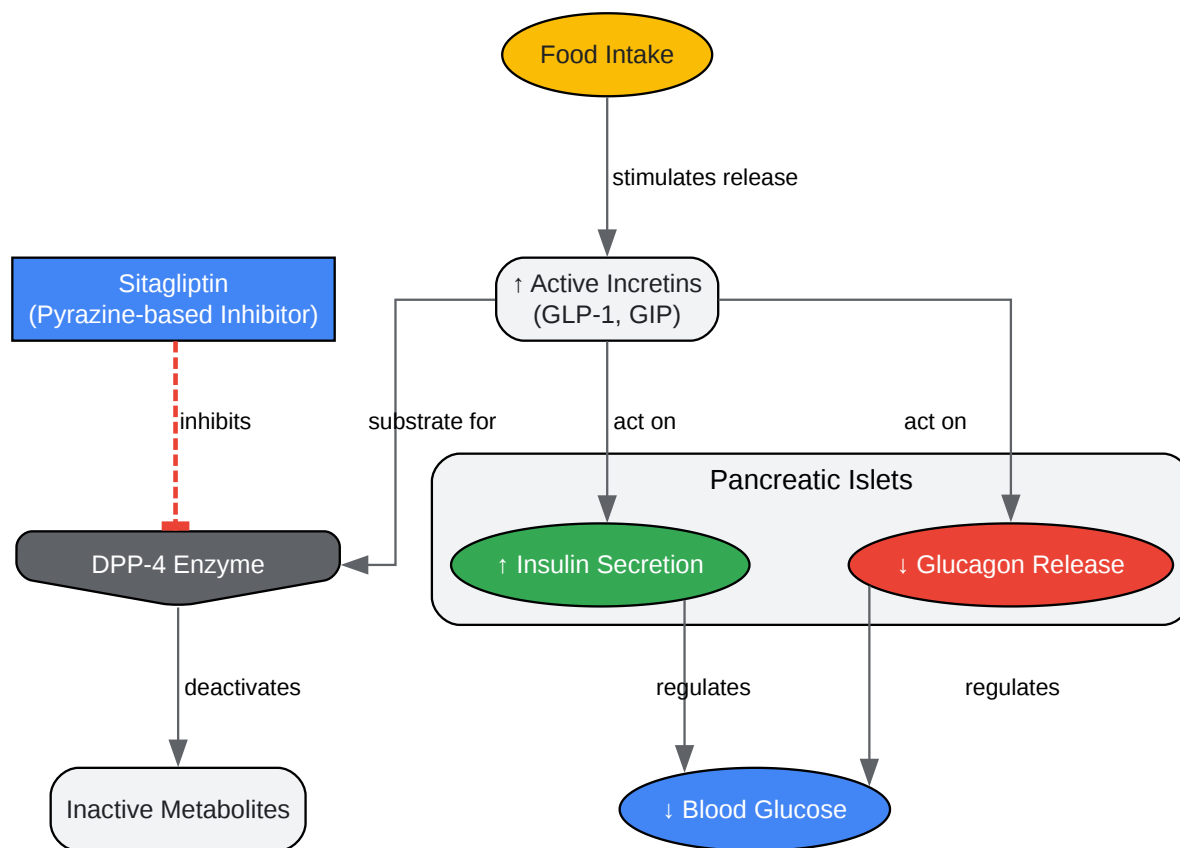 Food Intake
stimulates release
Sitagliptin
(Pyrazine-based Inhibitor)
↑ Active Incretins
(GLP-1, GIP)
inhibits
substrate for
act on
act on
Pancreatic Islets
DPP-4 Enzyme
↑ Insulin Secretion
↓ Glucagon Release
deactivates
regulates
regulates
Inactive Metabolites
↓ Blood Glucose